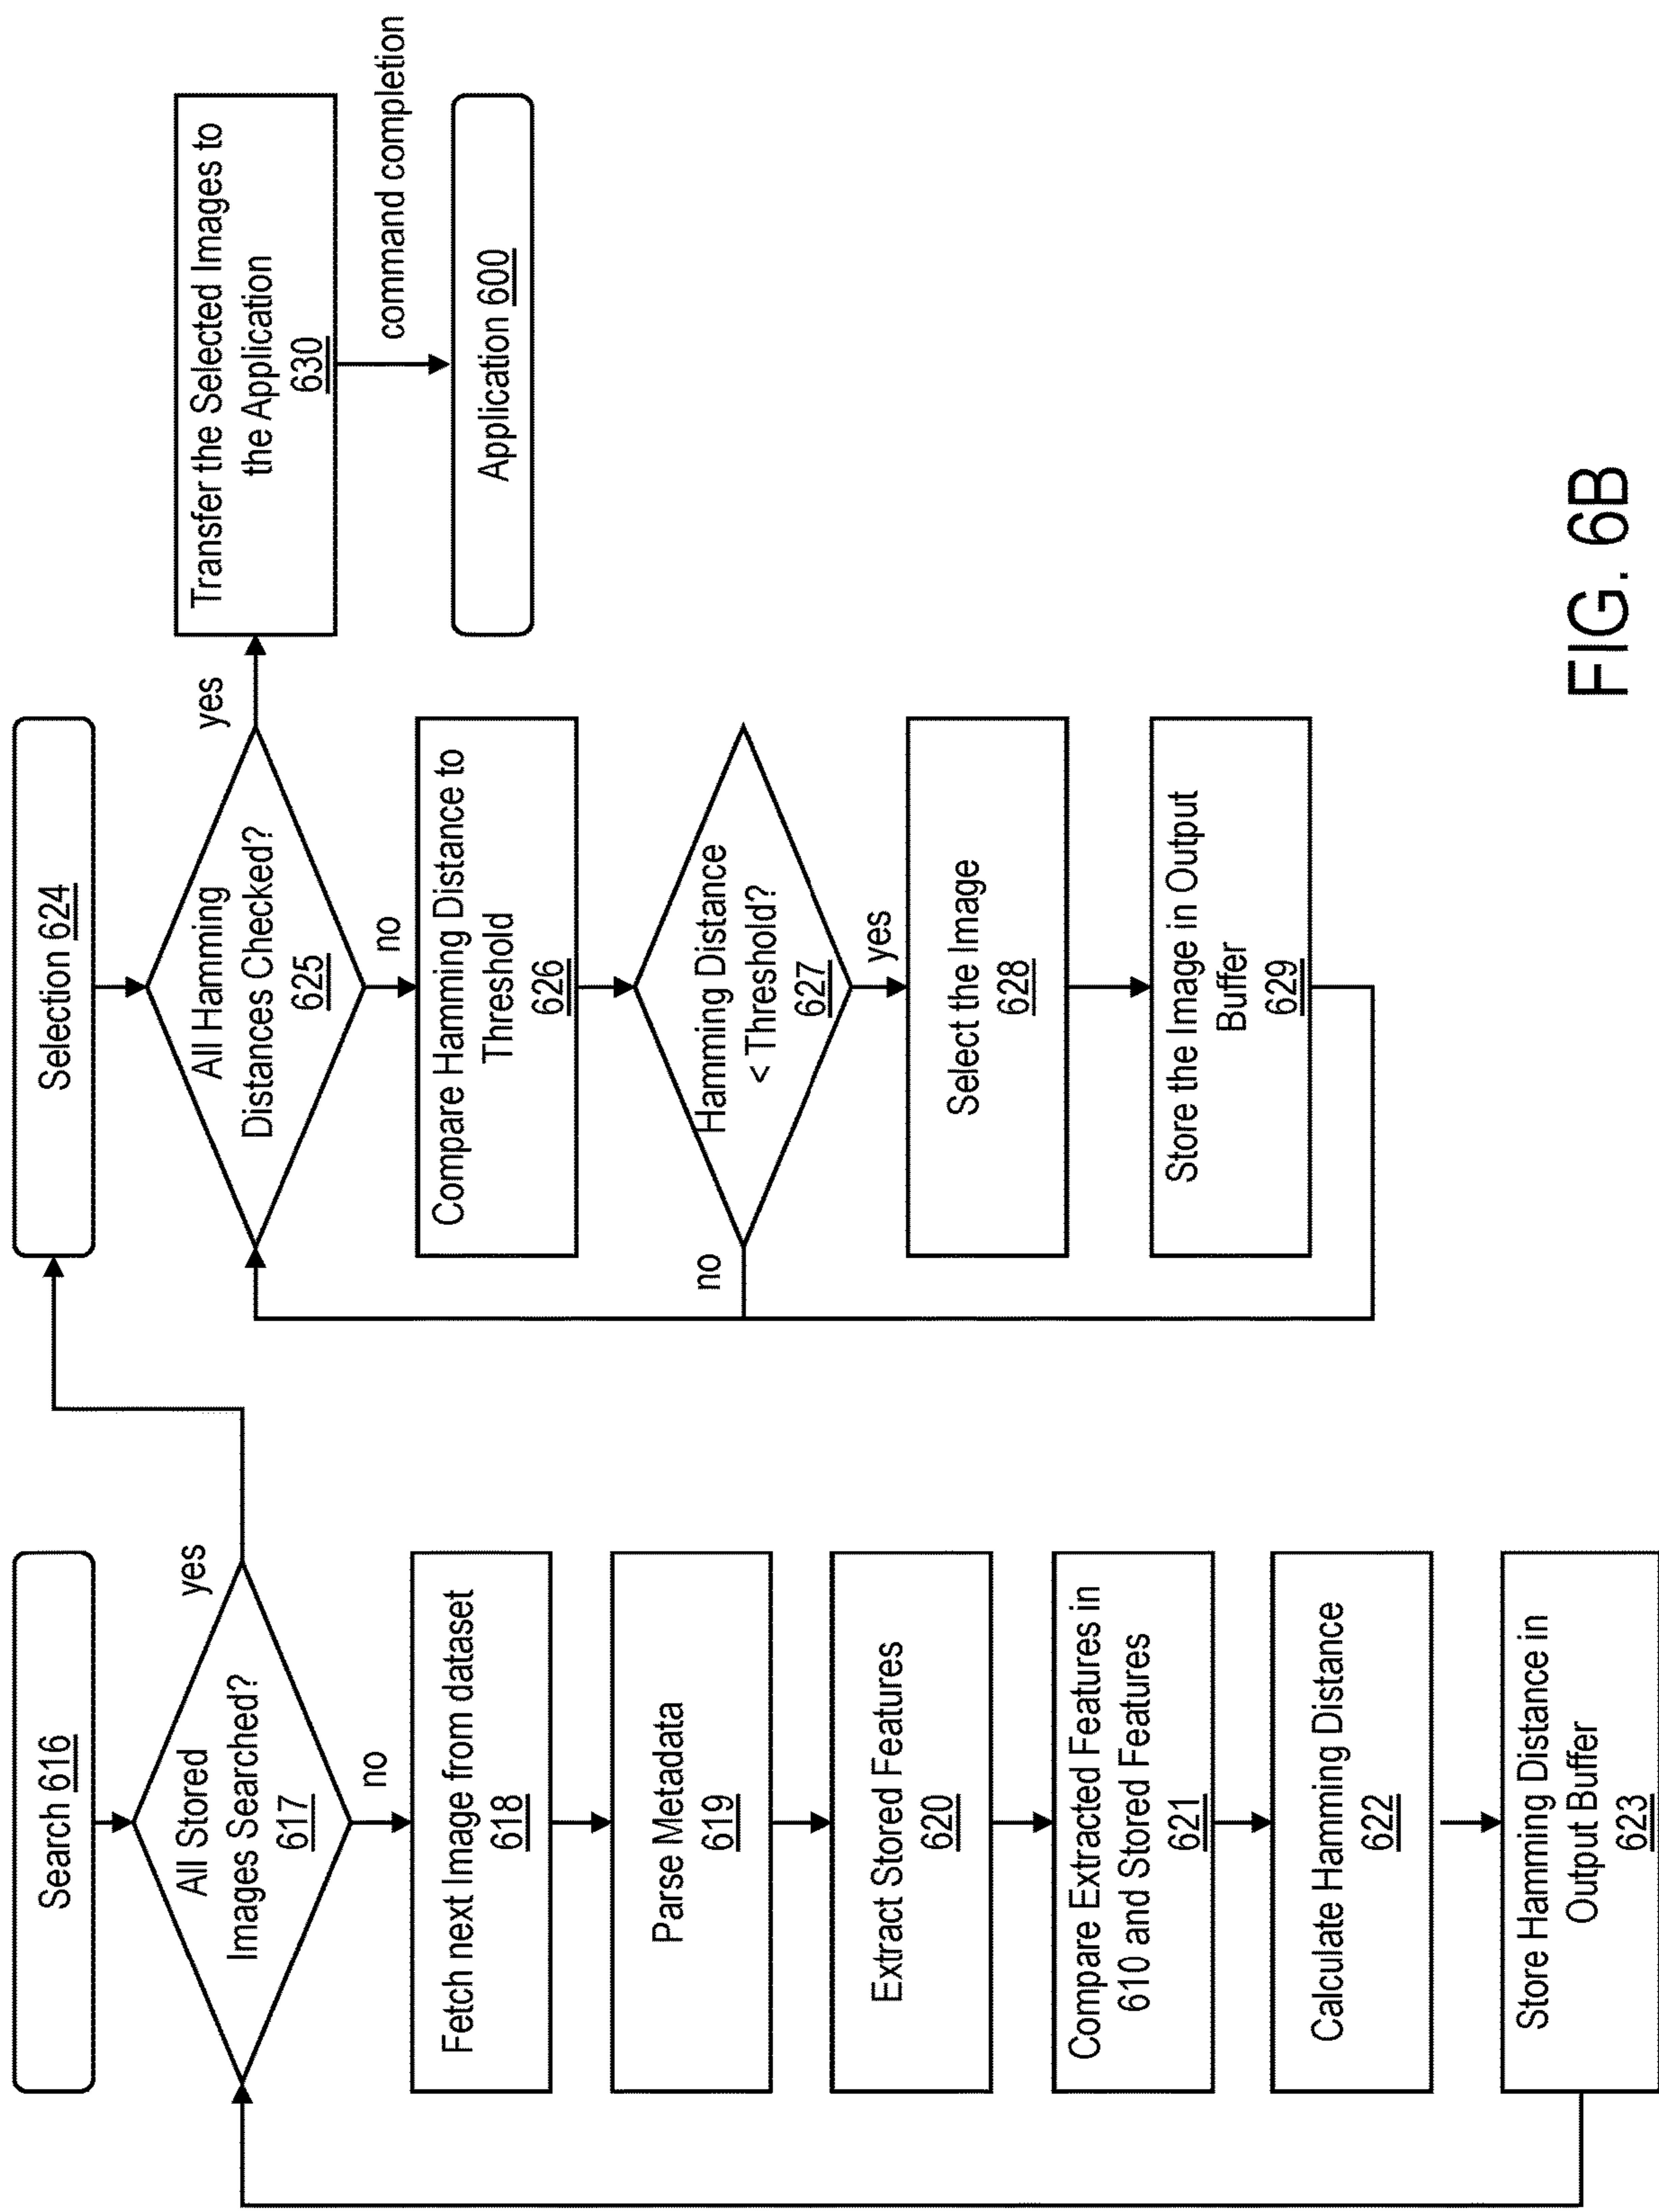 Search 616
All Stored
Images Searched?
617
yes
no
Fetch next Image from dataset
618
Parse Metadata
619
Extract Stored Features
620
Compare Extracted Features in
610 and Stored Features
621
Calculate Hamming Distance
622
Store Hamming Distance in
Output Buffer
623
Selection 624
All Hamming
Distances Checked?
625
yes
no
Compare Hamming Distance to
Threshold
626
Hamming Distance
< Threshold?
627
no
yes
Select the Image
628
Store the Image in Output
Buffer
629
Transfer the Selected Images to
the Application
630
command completion
Application 600
FIG. 6B